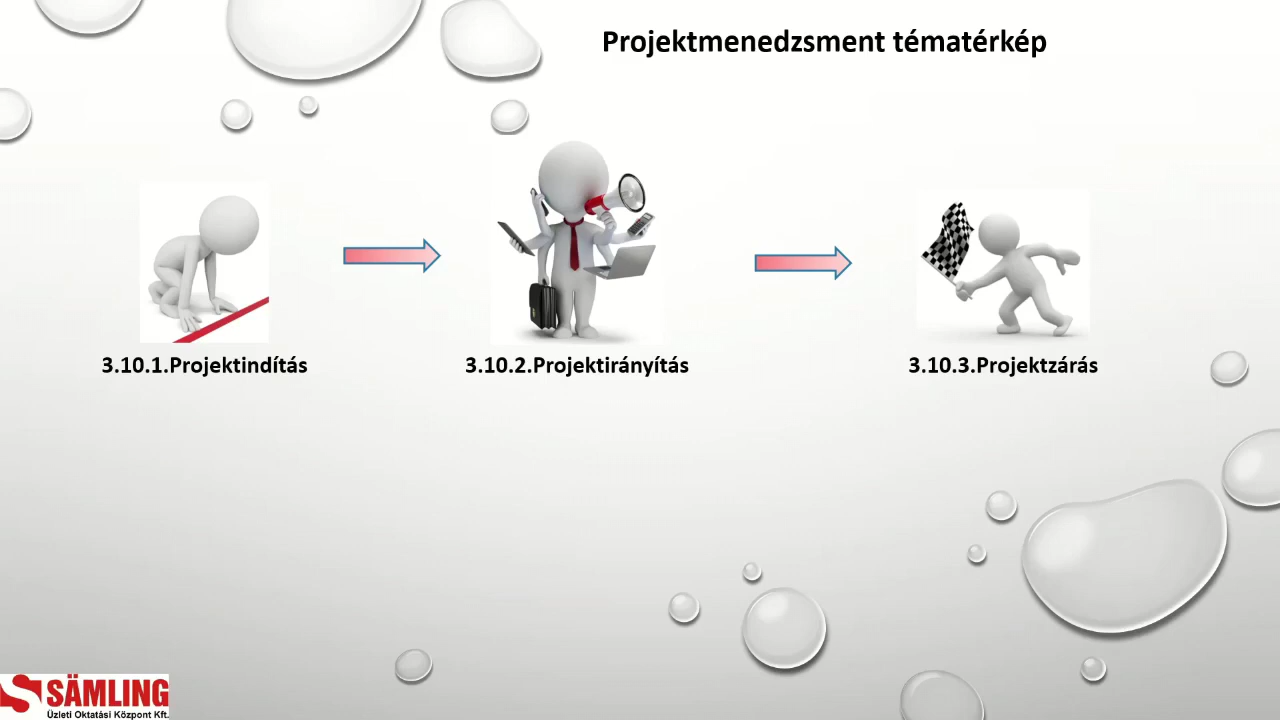 Projektmenedzsment tématérkép
3.10.1.Projektindítás
3.10.2.Projektirányítás
3.10.3.Projektzárás
SÄMLING
Üzleti Oktatási Központ Kft.